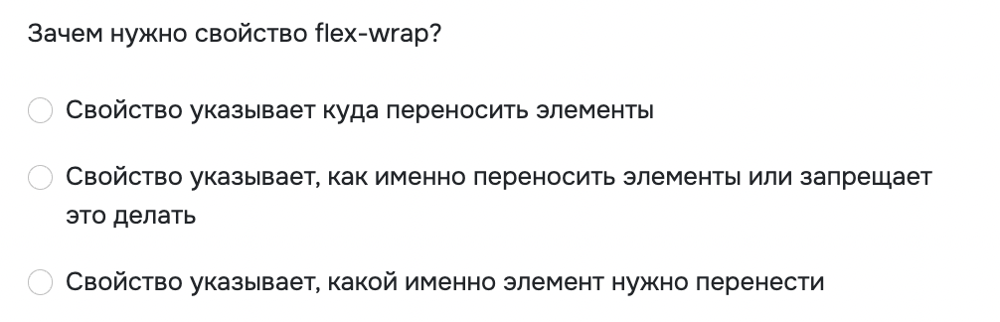 Зачем нужно свойство flex-wrap?
Свойство указывает куда переносить элементы
Свойство указывает, как именно переносить элементы или запрещает
это делать
Свойство указывает, какой именно элемент нужно перенести